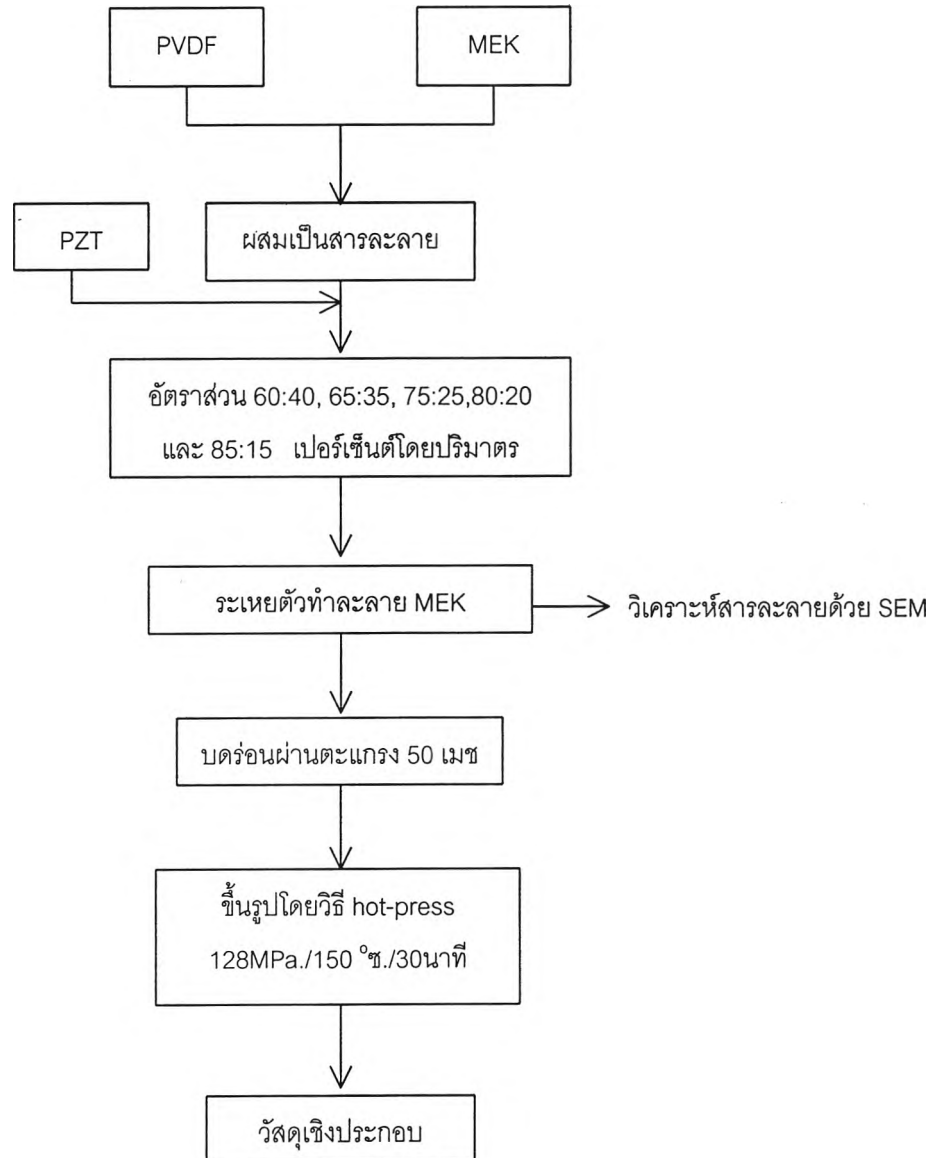 PVDF
MEK
PZT
ผสมเป็นสารละลาย
อัตราส่วน 60:40, 65:35, 75:25,80:20
และ 85:15 เปอร์เซ็นต์โดยปริมาตร
ระเหยตัวทำละลาย MEK
วิเคราะห์สารละลายด้วย SEM
บดร่อนผ่านตะแกรง 50 เมช
ขึ้นรูปโดยวิธี hot-press
128MPa./150 °ซ./30นาที
วัสดุเชิงประกอบ